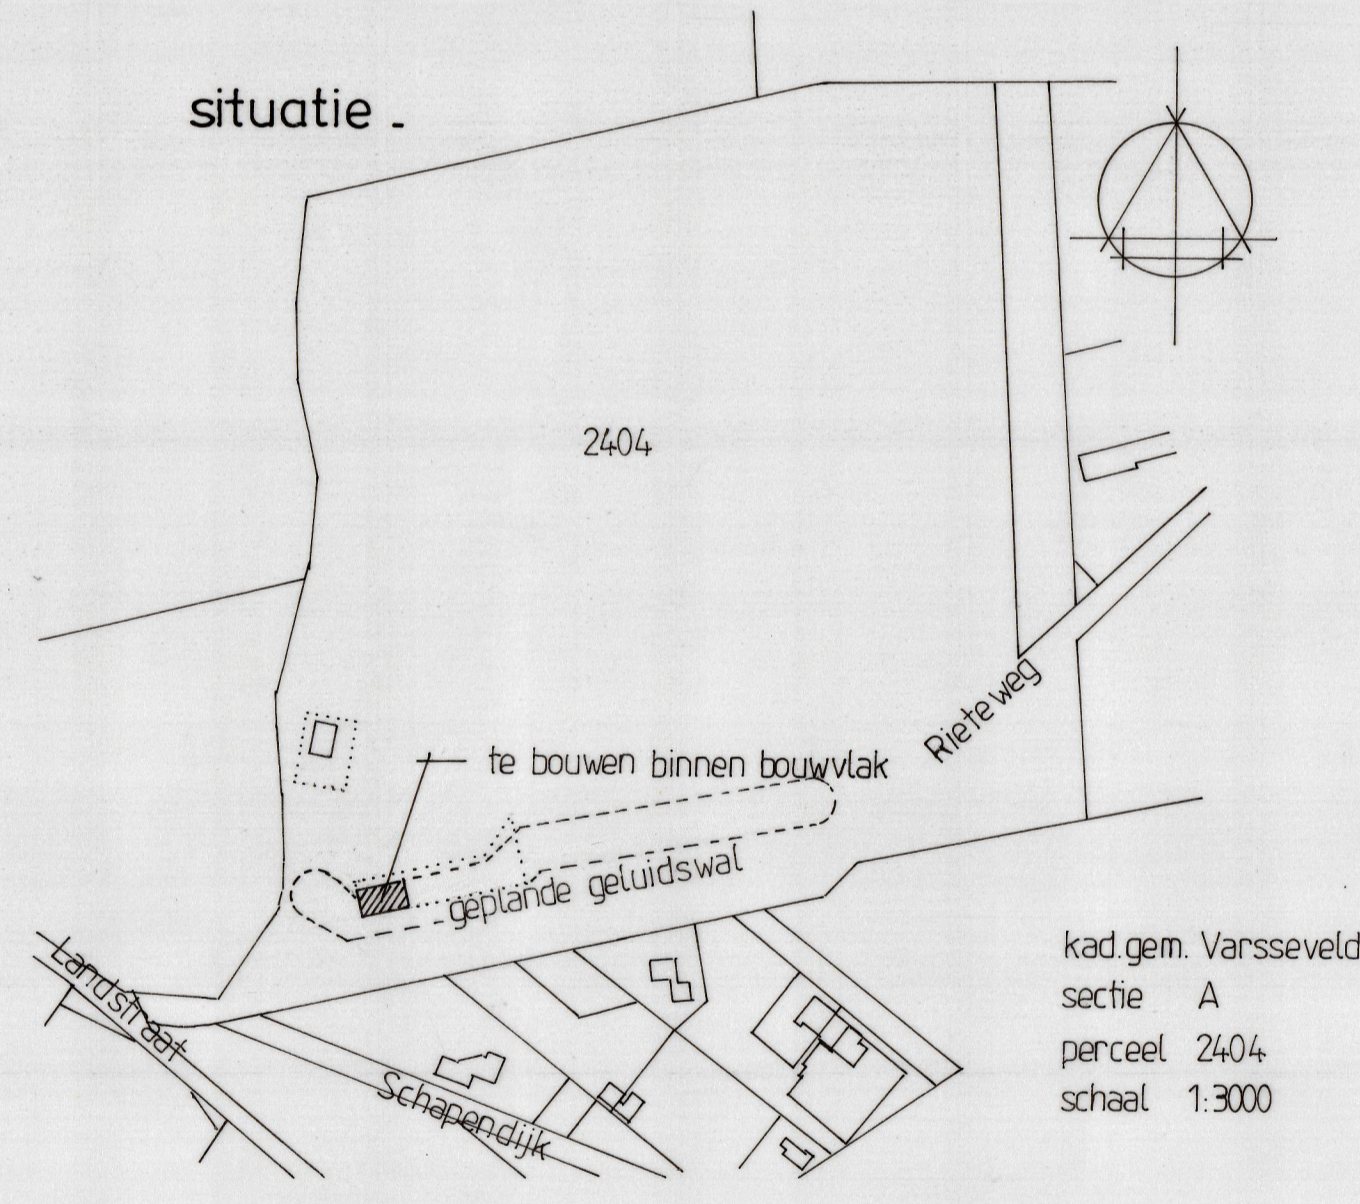 situatie -
2404
Rieteweg
te bouwen binnen bouwvlak
geplande geluidswal
Landstraat
Schapendijk
kad.gem. Varsseveld
sectie A
perceel 2404
schaal 1:3000